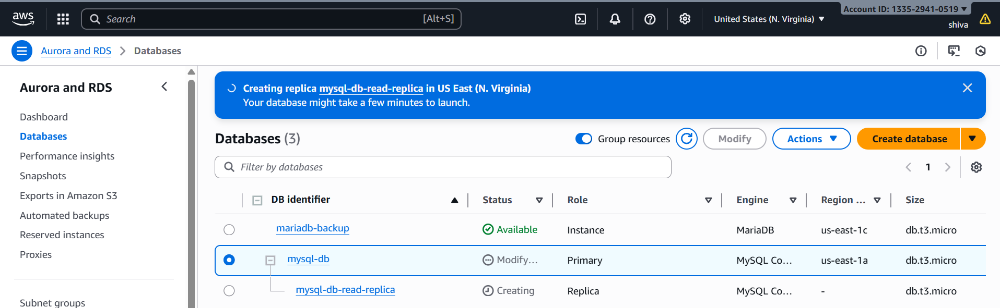 aws
Search [Alt+S]
United States (N. Virginia)
Account ID: 1335-2941-0519
shiva
Aurora and RDS
Databases
Aurora and RDS
Dashboard
Databases
Performance insights
Snapshots
Exports in Amazon S3
Automated backups
Reserved instances
Proxies
Subnet groups
Creating replica mysql-db-read-replica in US East (N. Virginia)
Your database might take a few minutes to launch.
Databases (3)
Group resources
Modify
Actions
Create database
Filter by databases
1
DB identifier Status Role Engine Region ... Size
mariadb-backup Available Instance MariaDB us-east-1c db.t3.micro
mysql-db Modify... Primary MySQL Co... us-east-1a db.t3.micro
mysql-db-read-replica Creating Replica MySQL Co... - db.t3.micro